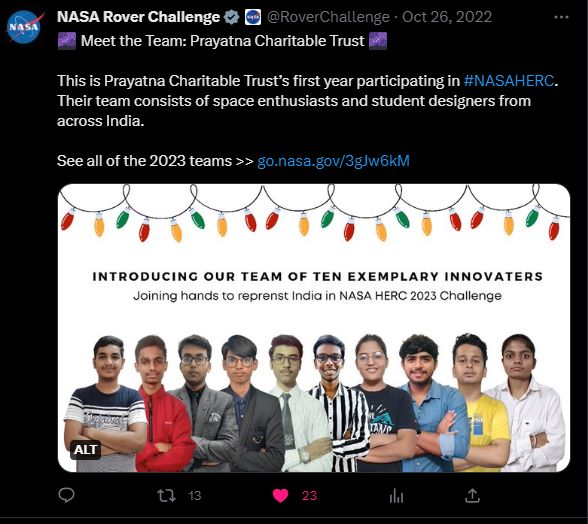 NASA Rover Challenge @RoverChallenge · Oct 26, 2022
Meet the Team: Prayatna Charitable Trust
This is Prayatna Charitable Trust's first year participating in #NASAHERC.
Their team consists of space enthusiasts and student designers from
across India.
See all of the 2023 teams >> go.nasa.gov/3gJw6kM
INTRODUCING OUR TEAM OF TEN EXEMPLARY INNOVATERS
Joining hands to reprenst India in NASA HERC 2023 Challenge
ALT
13 23